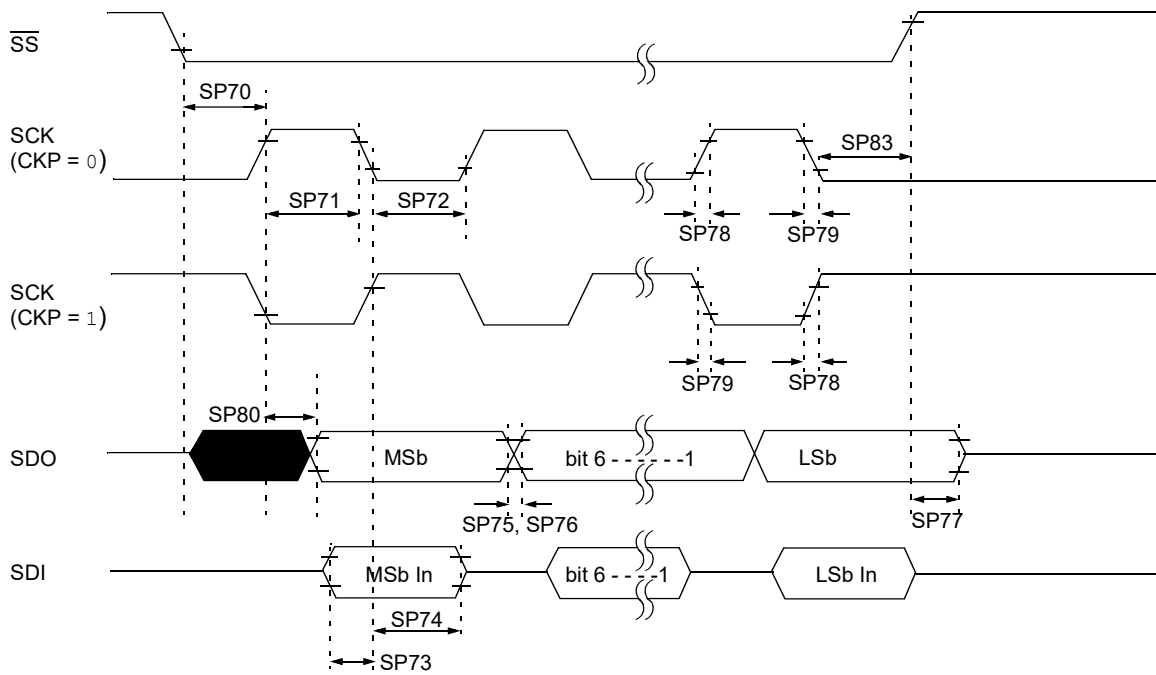 SS
SP70
SCK
(CKP = 0)
SP83
SP71
SP72
SP78
SP79
SCK
(CKP = 1)
SP79
SP78
SP80
SDO
MSb
bit 6 - - - - - -1
LSb
SP75, SP76
SP77
SDI
MSb In
bit 6 - - - - -1
LSb In
SP74
SP73